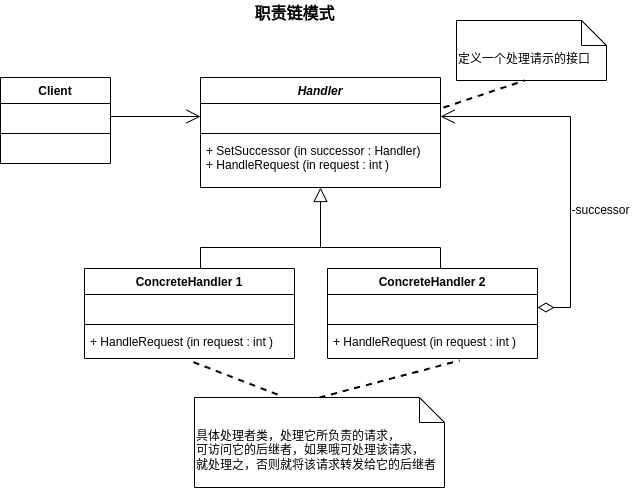 职责链模式
定义一个处理请示的接口
Client
Handler
+ SetSuccessor (in successor : Handler)
+ HandleRequest (in request : int )
-successor
ConcreteHandler 1
ConcreteHandler 2
+ HandleRequest (in request : int )
+ HandleRequest (in request : int )
具体处理者类，处理它所负责的请求，
可访问它的后继者，如果哦可处理该请求，
就处理之，否则就将该请求转发给它的后继者